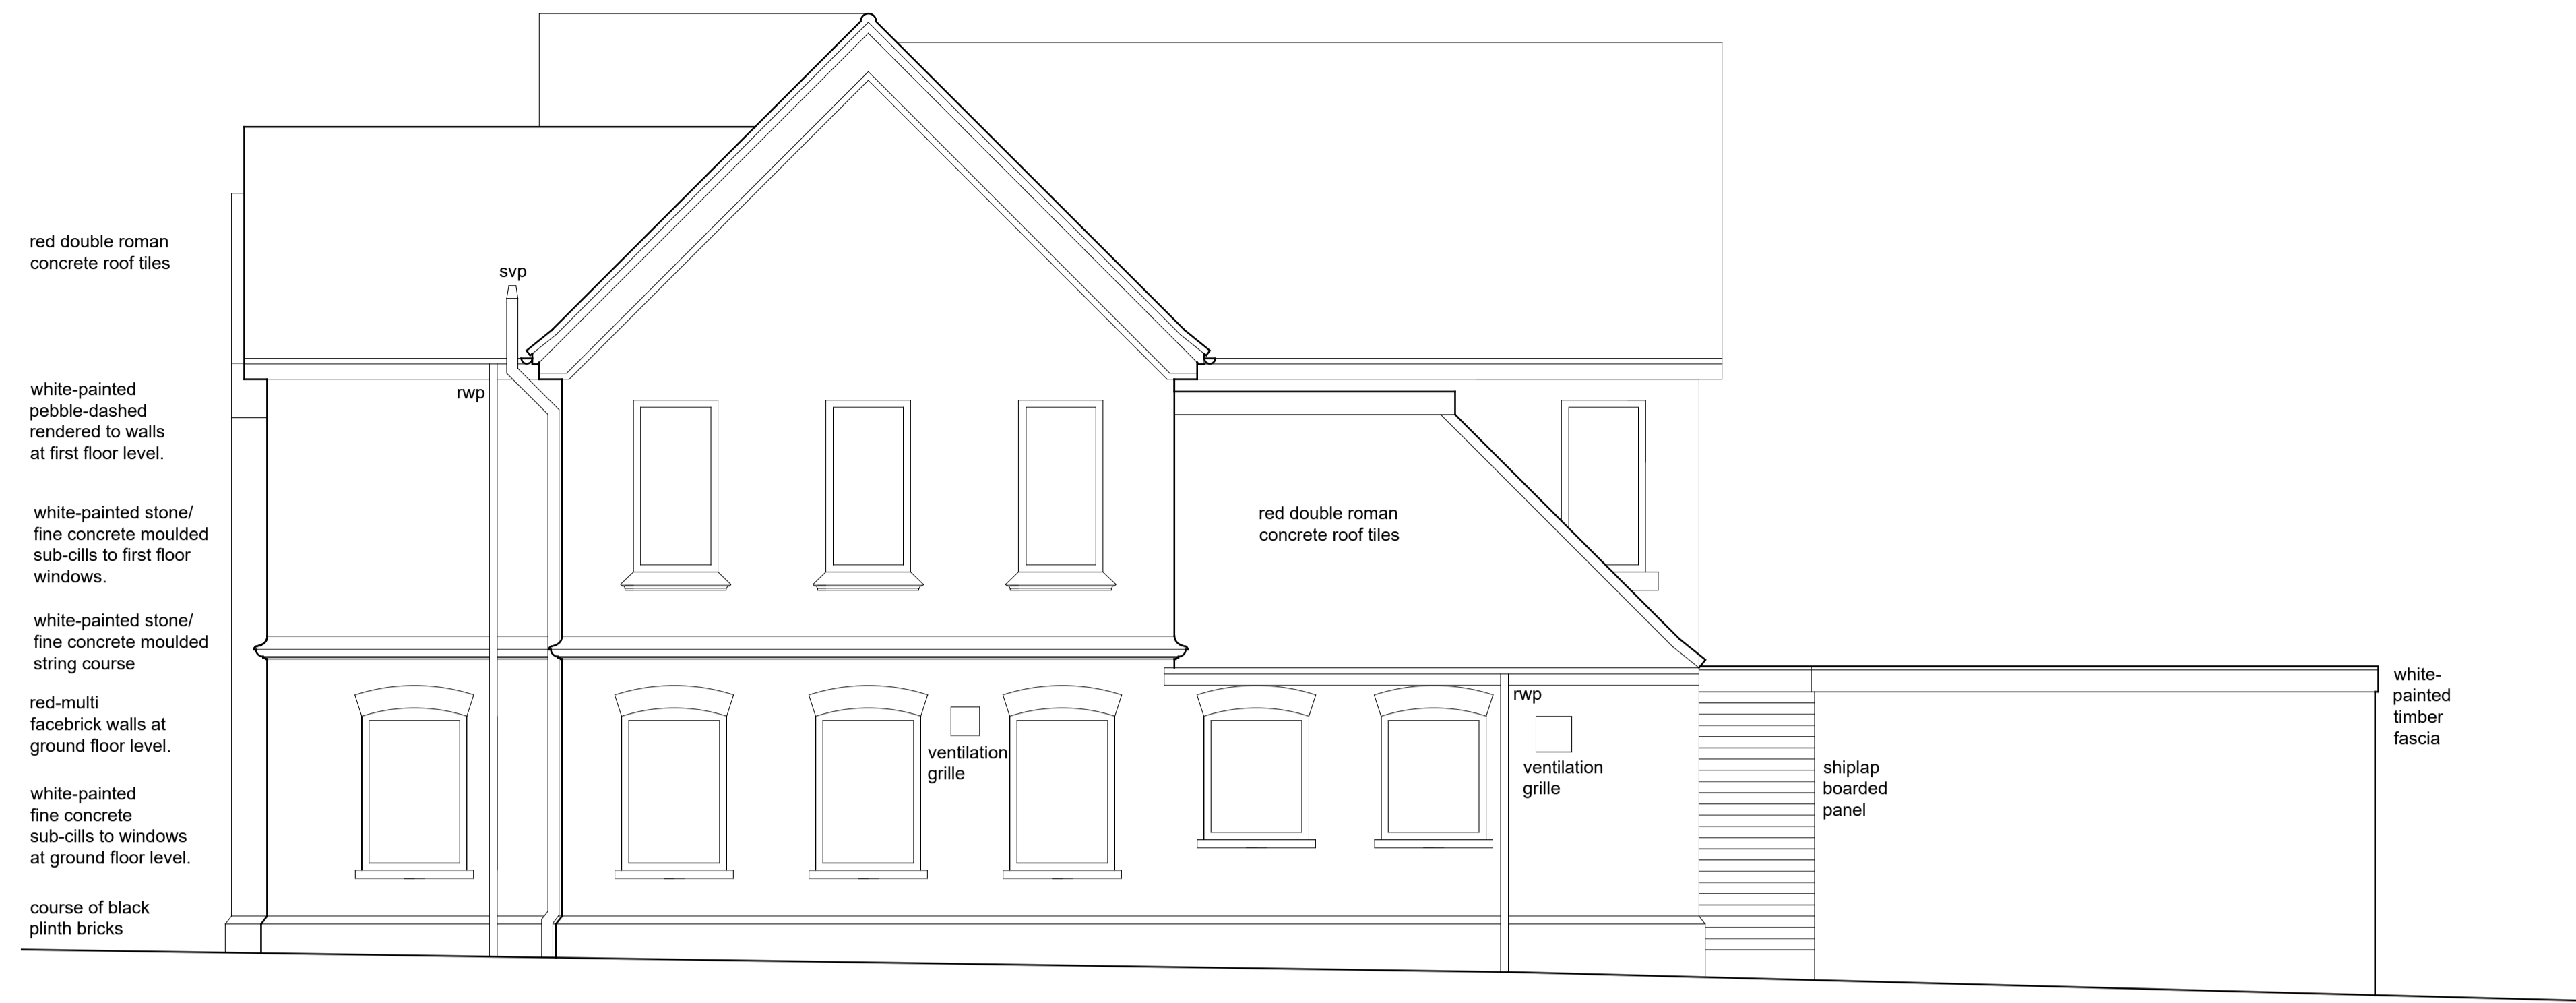 red double roman
concrete roof tiles
svp
white-painted
pebble-dashed
rendered to walls
at first floor level.
rwp
white-painted stone/
fine concrete moulded
sub-cills to first floor
windows.
red double roman
concrete roof tiles
white-painted stone/
fine concrete moulded
string course
red-multi
facebrick walls at
ground floor level.
ventilation
grille
rwp
ventilation
grille
shiplap
boarded
panel
white-
painted
timber
fascia
white-painted
fine concrete
sub-cills to windows
at ground floor level.
course of black
plinth bricks